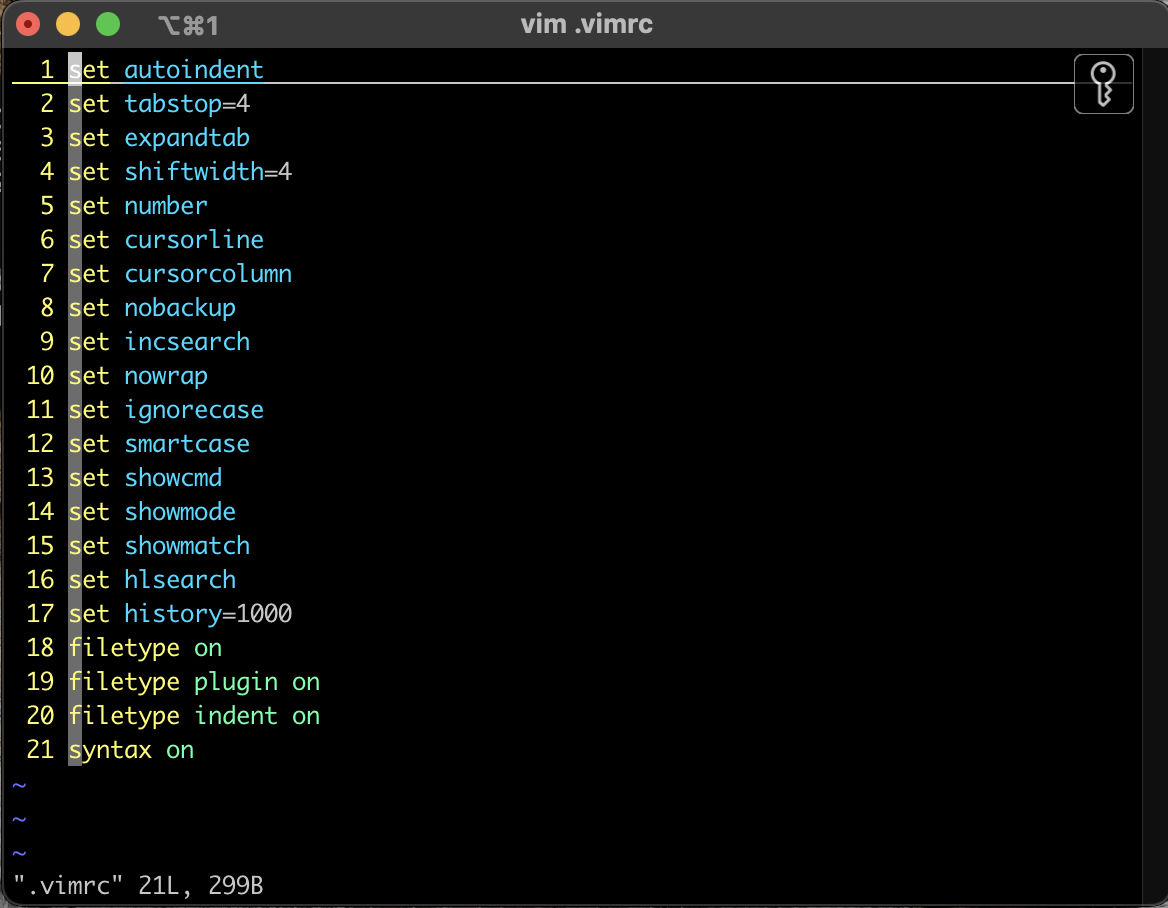 ⌥⌘1 vim .vimrc
1 set autoindent
2 set tabstop=4
3 set expandtab
4 set shiftwidth=4
5 set number
6 set cursorline
7 set cursorcolumn
8 set nobackup
9 set incsearch
10 set nowrap
11 set ignorecase
12 set smartcase
13 set showcmd
14 set showmode
15 set showmatch
16 set hlsearch
17 set history=1000
18 filetype on
19 filetype plugin on
20 filetype indent on
21 syntax on
~
~
~
".vimrc" 21L, 299B